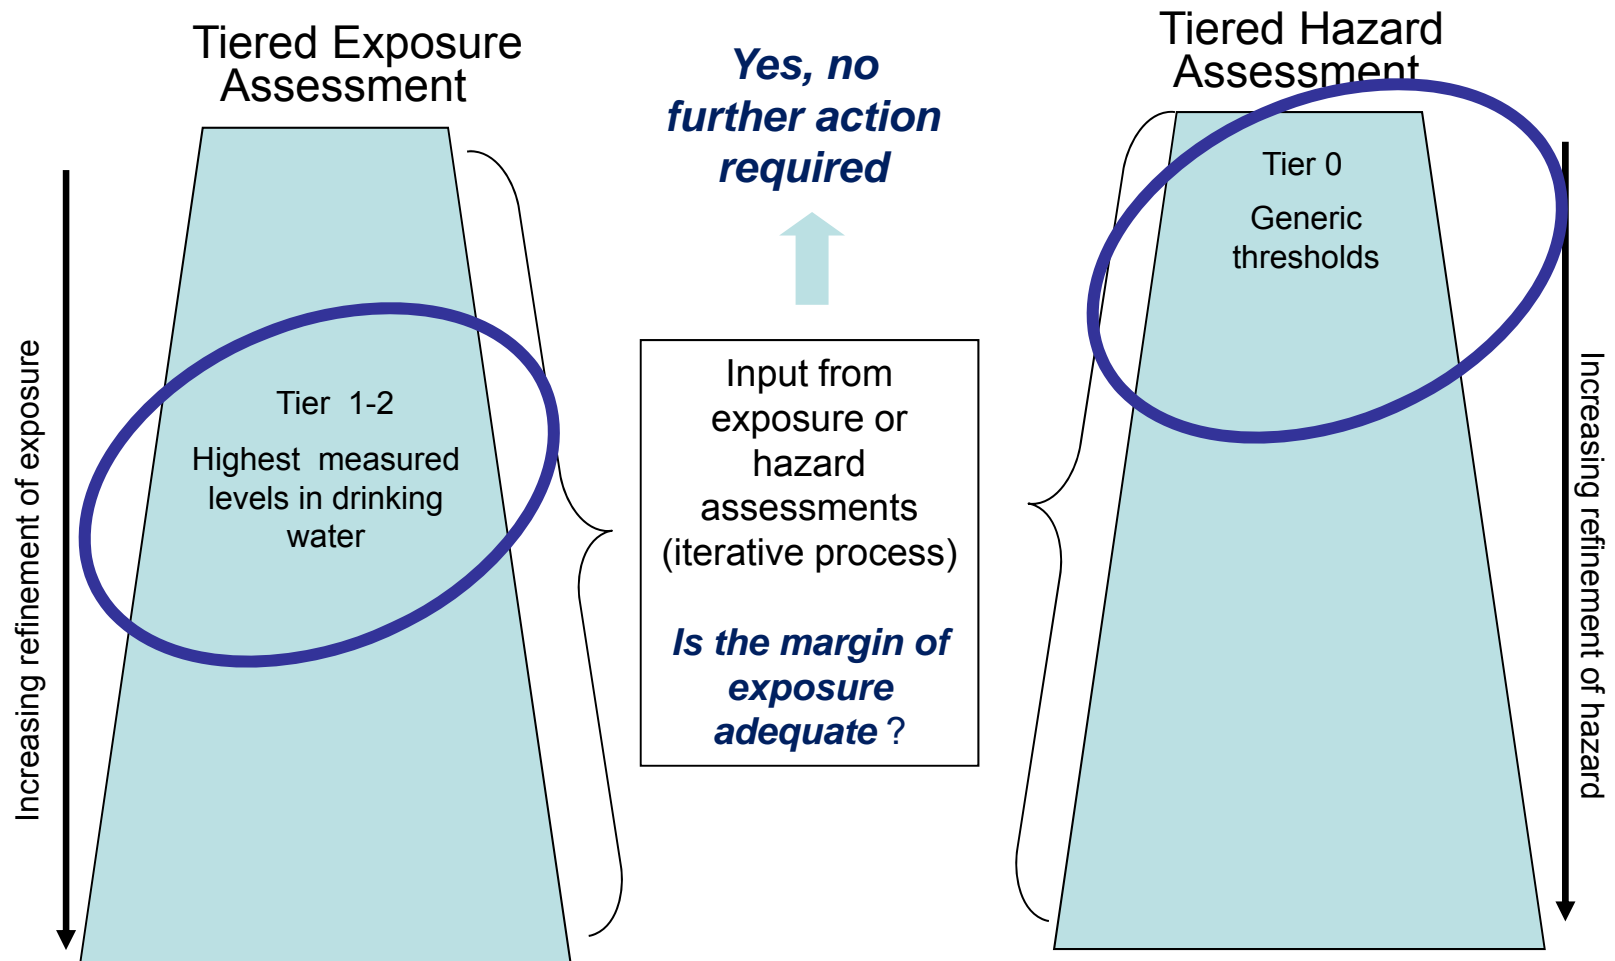 Tiered Exposure
Assessment
Increasing refinement of exposure
Tier 1-2
Highest measured
levels in drinking
water
Yes, no
further action
required
Input from
exposure or
hazard
assessments
(iterative process)
Is the margin of
exposure
adequate ?
Tiered Hazard
Assessment
Tier 0
Generic
thresholds
Increasing refinement of hazard